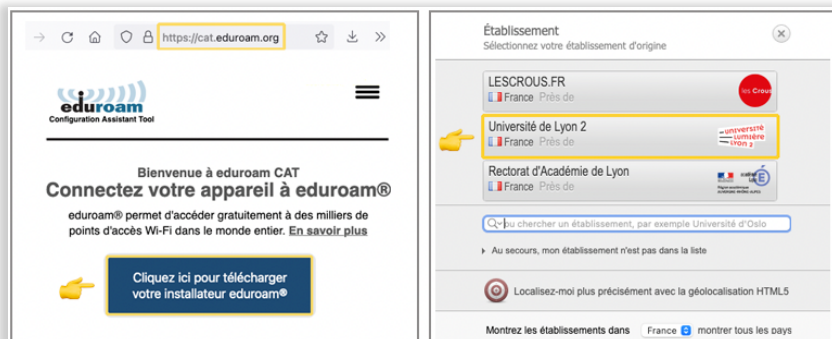 https://cat.eduroam.org
eduroam
Configuration Assistant Tool
Bienvenue à eduroam CAT
Connectez votre appareil à eduroam®
eduroam® permet d'accéder gratuitement à des milliers de
points d'accès Wi-Fi dans le monde entier. En savoir plus
Cliquez ici pour télécharger
votre installateur eduroam®
Établissement
Sélectionnez votre établissement d'origine
LESCROUS.FR
France Près de
les Crous
Université de Lyon 2
France Près de
UNIVERSITÉ
LUMIÈRE
LYON 2
Rectorat d'Académie de Lyon
France Près de
ou chercher un établissement, par exemple Université d'Oslo
Au secours, mon établissement n'est pas dans la liste
Localisez-moi plus précisément avec la géolocalisation HTML5
Montrez les établissements dans France montrer tous les pays